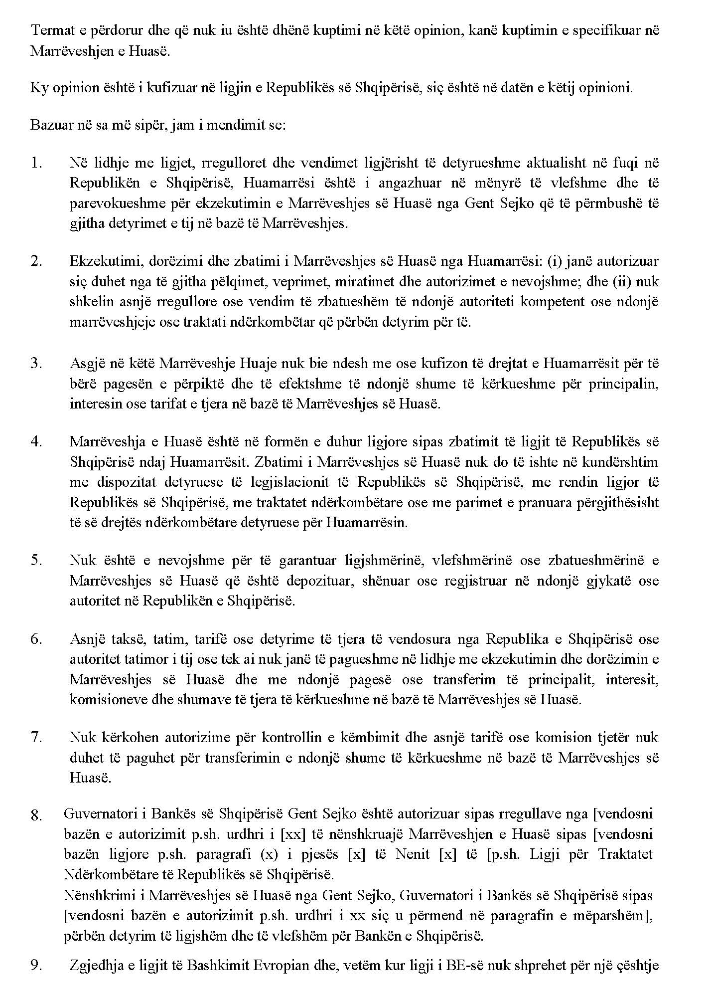 Termat e përdorur dhe që nuk iu është dhënë kuptimi në këtë opinion, kanë kuptimin e specifikuar në
Marrëveshjen e Huasë.
Ky opinion është i kufizuar në ligjin e Republikës së Shqipërisë, siç është në datën e këtij opinioni.
Bazuar në sa më sipër, jam i mendimit se:
1. Në lidhje me ligjet, rregulloret dhe vendimet ligjërisht të detyrueshme aktualisht në fuqi në
Republikën e Shqipërisë, Huamarrësi është i angazhuar në mënyrë të vlefshme dhe të
parevokueshme për ekzekutimin e Marrëveshjes së Huasë nga Gent Sejko që të përmbushë të
gjitha detyrimet e tij në bazë të Marrëveshjes.
2. Ekzekutimi, dorëzimi dhe zbatimi i Marrëveshjes së Huasë nga Huamarrësi: (i) janë autorizuar
siç duhet nga të gjitha pëlqimet, veprimet, miratimet dhe autorizimet e nevojshme; dhe (ii) nuk
shkelin asnjë rregullore ose vendim të zbatueshëm të ndonjë autoriteti kompetent ose ndonjë
marrëveshjeje ose traktati ndërkombëtar që përbën detyrim për të.
3. Asgjë në këtë Marrëveshje Huaje nuk bie ndesh me ose kufizon të drejtat e Huamarrësit për të
bërë pagesën e përpiktë dhe të efektshme të ndonjë shume të kërkueshme për principalin,
interesin ose tarifat e tjera në bazë të Marrëveshjes së Huasë.
4. Marrëveshja e Huasë është në formën e duhur ligjore sipas zbatimit të ligjit të Republikës së
Shqipërisë ndaj Huamarrësit. Zbatimi i Marrëveshjes së Huasë nuk do të ishte në kundërshtim
me dispozitat detyruese të legjislacionit të Republikës së Shqipërisë, me rendin ligjor të
Republikës së Shqipërisë, me traktatet ndërkombëtare ose me parimet e pranuara përgjithësisht
të së drejtës ndërkombëtare detyruese për Huamarrësin.
5. Nuk është e nevojshme për të garantuar ligjshmërinë, vlefshmërinë ose zbatueshmërinë e
Marrëveshjes së Huasë që është depozituar, shënuar ose regjistruar në ndonjë gjykatë ose
autoritet në Republikën e Shqipërisë.
6. Asnjë taksë, tatim, tarifë ose detyrime të tjera të vendosura nga Republika e Shqipërisë ose
autoritet tatimor i tij ose tek ai nuk janë të pagueshme në lidhje me ekzekutimin dhe dorëzimin e
Marrëveshjes së Huasë dhe me ndonjë pagesë ose transferim të principalit, interesit,
komisioneve dhe shumave të tjera të kërkueshme në bazë të Marrëveshjes së Huasë.
7. Nuk kërkohen autorizime për kontrollin e këmbimit dhe asnjë tarifë ose komision tjetër nuk
duhet të paguhet për transferimin e ndonjë shume të kërkueshme në bazë të Marrëveshjes së
Huasë.
8. Guvernatori i Bankës së Shqipërisë Gent Sejko është autorizuar sipas rregullave nga [vendosni
bazën e autorizimit p.sh. urdhri i [xx] të nënshkruajë Marrëveshjen e Huasë sipas [vendosni
bazën ligjore p.sh. paragrafi (x) i pjesës [x] të Nenit [x] të [p.sh. Ligji për Traktatet
Ndërkombëtare të Republikës së Shqipërisë.
Nënshkrimi i Marrëveshjes së Huasë nga Gent Sejko, Guvernatori i Bankës së Shqipërisë sipas
[vendosni bazën e autorizimit p.sh. urdhri i xx siç u përmend në paragrafin e mëparshëm],
përbën detyrim të ligjshëm dhe të vlefshëm për Bankën e Shqipërisë.
9. Zgjedhja e ligjit të Bashkimit Evropian dhe, vetëm kur ligji i BE-së nuk shprehet për një çështje